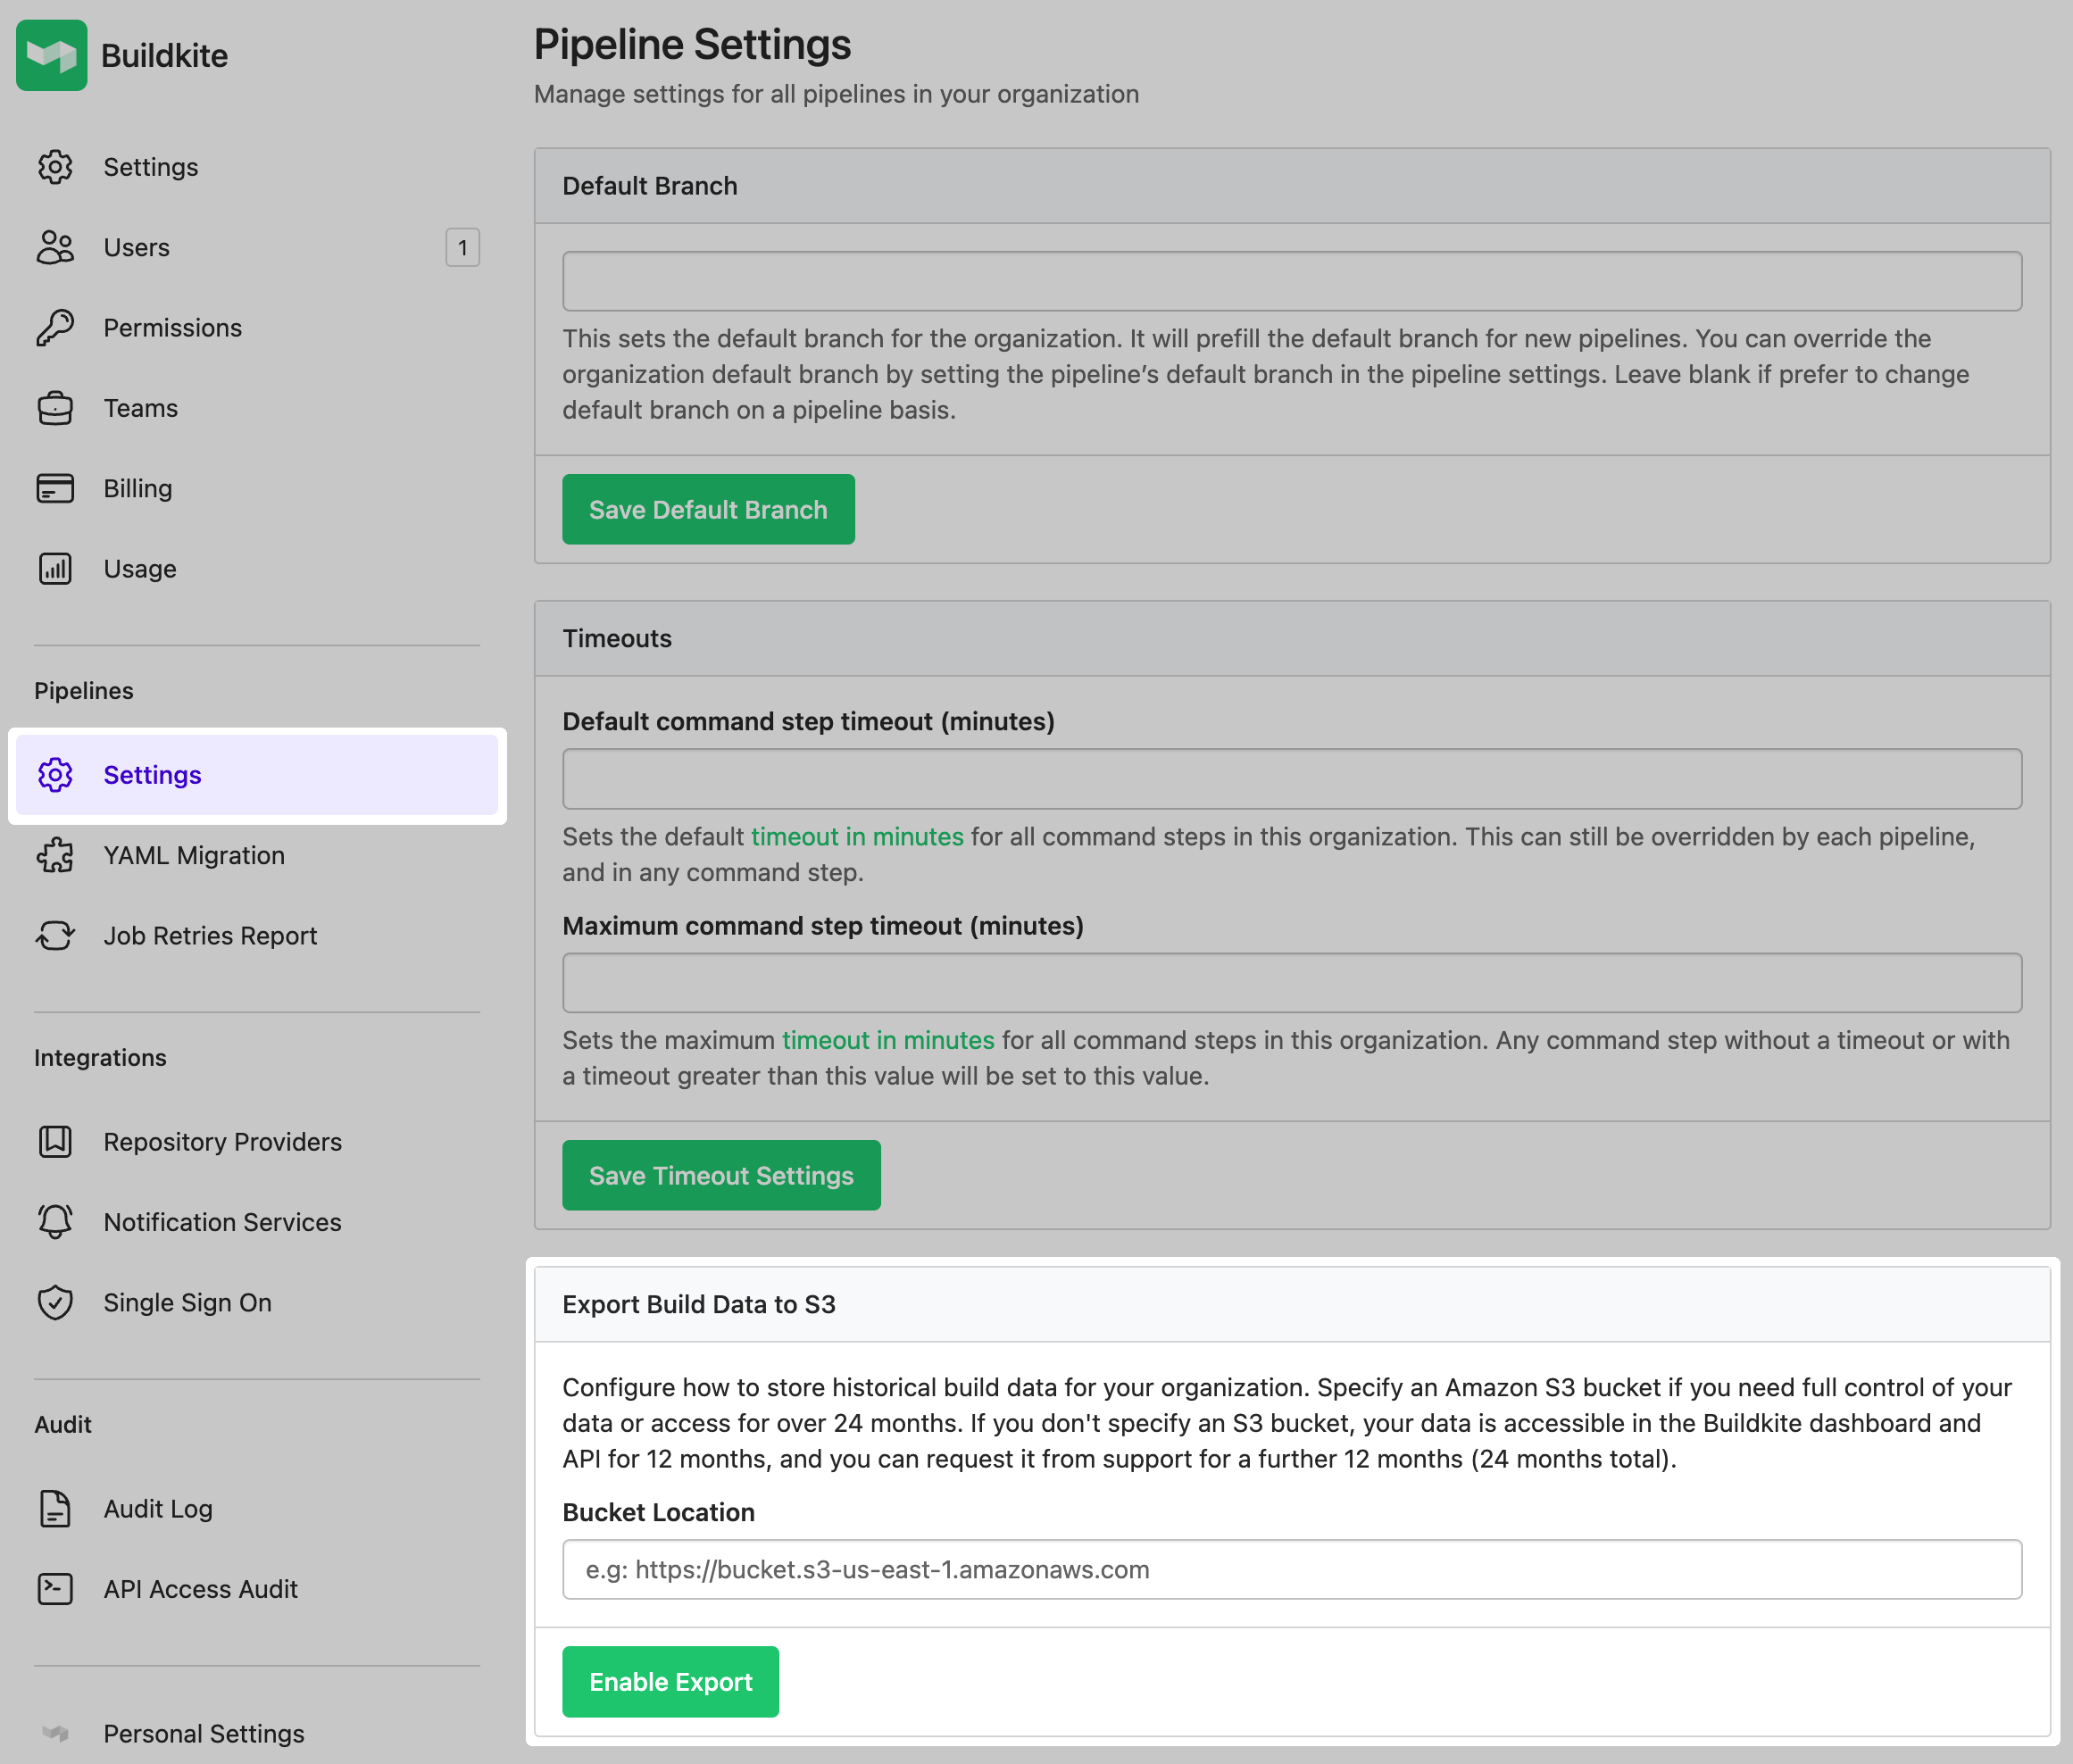 Buildkite
Settings
Users
1
Permissions
Teams
Billing
Usage
Pipelines
Settings
YAML Migration
Job Retries Report
Integrations
Repository Providers
Notification Services
Single Sign On
Audit
Audit Log
API Access Audit
Personal Settings
Pipeline Settings
Manage settings for all pipelines in your organization
Default Branch
This sets the default branch for the organization. It will prefill the default branch for new pipelines. You can override the
organization default branch by setting the pipeline’s default branch in the pipeline settings. Leave blank if prefer to change
default branch on a pipeline basis.
Save Default Branch
Timeouts
Default command step timeout (minutes)
Sets the default timeout in minutes for all command steps in this organization. This can still be overridden by each pipeline,
and in any command step.
Maximum command step timeout (minutes)
Sets the maximum timeout in minutes for all command steps in this organization. Any command step without a timeout or with
a timeout greater than this value will be set to this value.
Save Timeout Settings
Export Build Data to S3
Configure how to store historical build data for your organization. Specify an Amazon S3 bucket if you need full control of your
data or access for over 24 months. If you don't specify an S3 bucket, your data is accessible in the Buildkite dashboard and
API for 12 months, and you can request it from support for a further 12 months (24 months total).
Bucket Location
e.g: https://bucket.s3-us-east-1.amazonaws.com
Enable Export